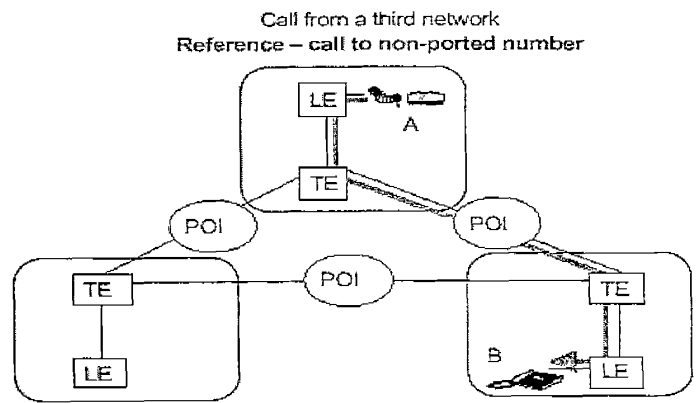 Call from a third network
Reference – call to non-ported number
LE
A
TE
POI
POI
TE
POI
TE
B
LE
LE